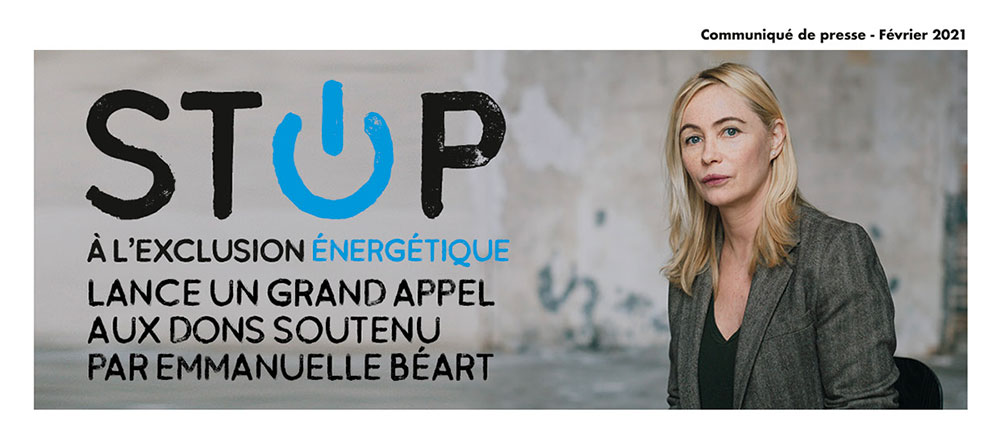 Communiqué de presse - Février 2021
STOP
À L'EXCLUSION ÉNERGÉTIQUE
LANCE UN GRAND APPEL
AUX DONS SOUTENU
PAR EMMANUELLE BÉART